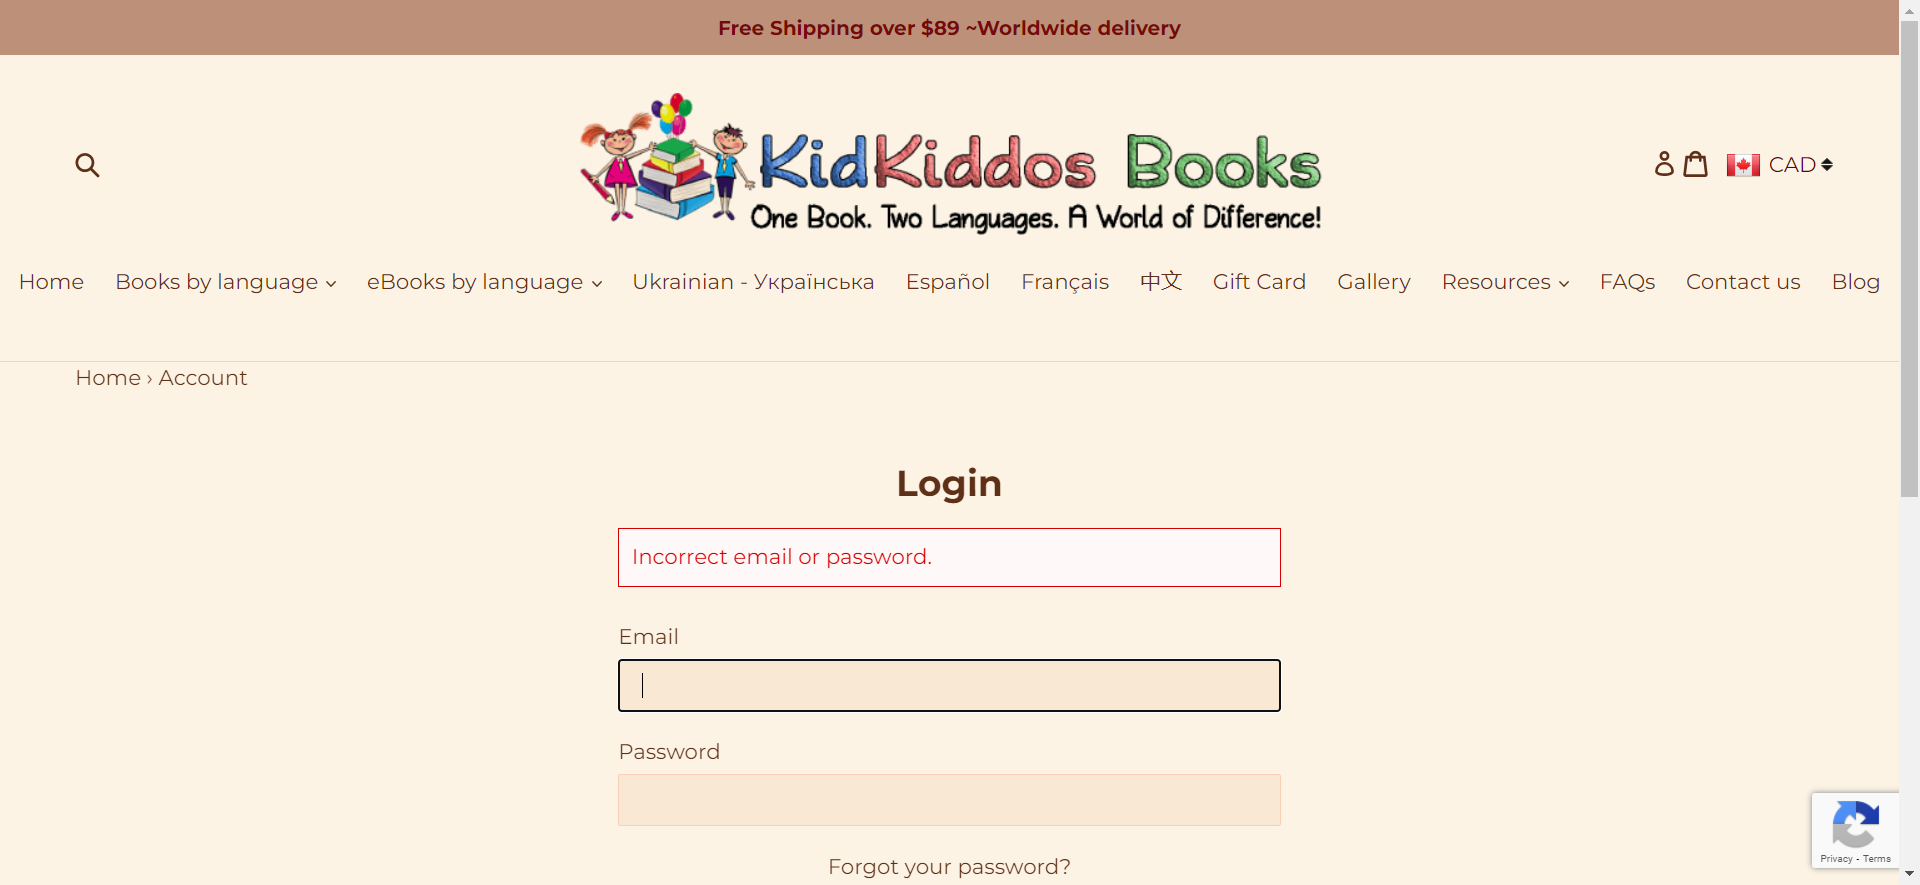 Free Shipping over $89 ~Worldwide delivery
KidKiddos Books
One Book. Two Languages. A World of Difference!
CAD
Home Books by language eBooks by language Ukrainian - Українська Español Français 中文 Gift Card Gallery Resources FAQs Contact us Blog
Home › Account
Login
Incorrect email or password.
Email
Password
Forgot your password?
Privacy - Terms